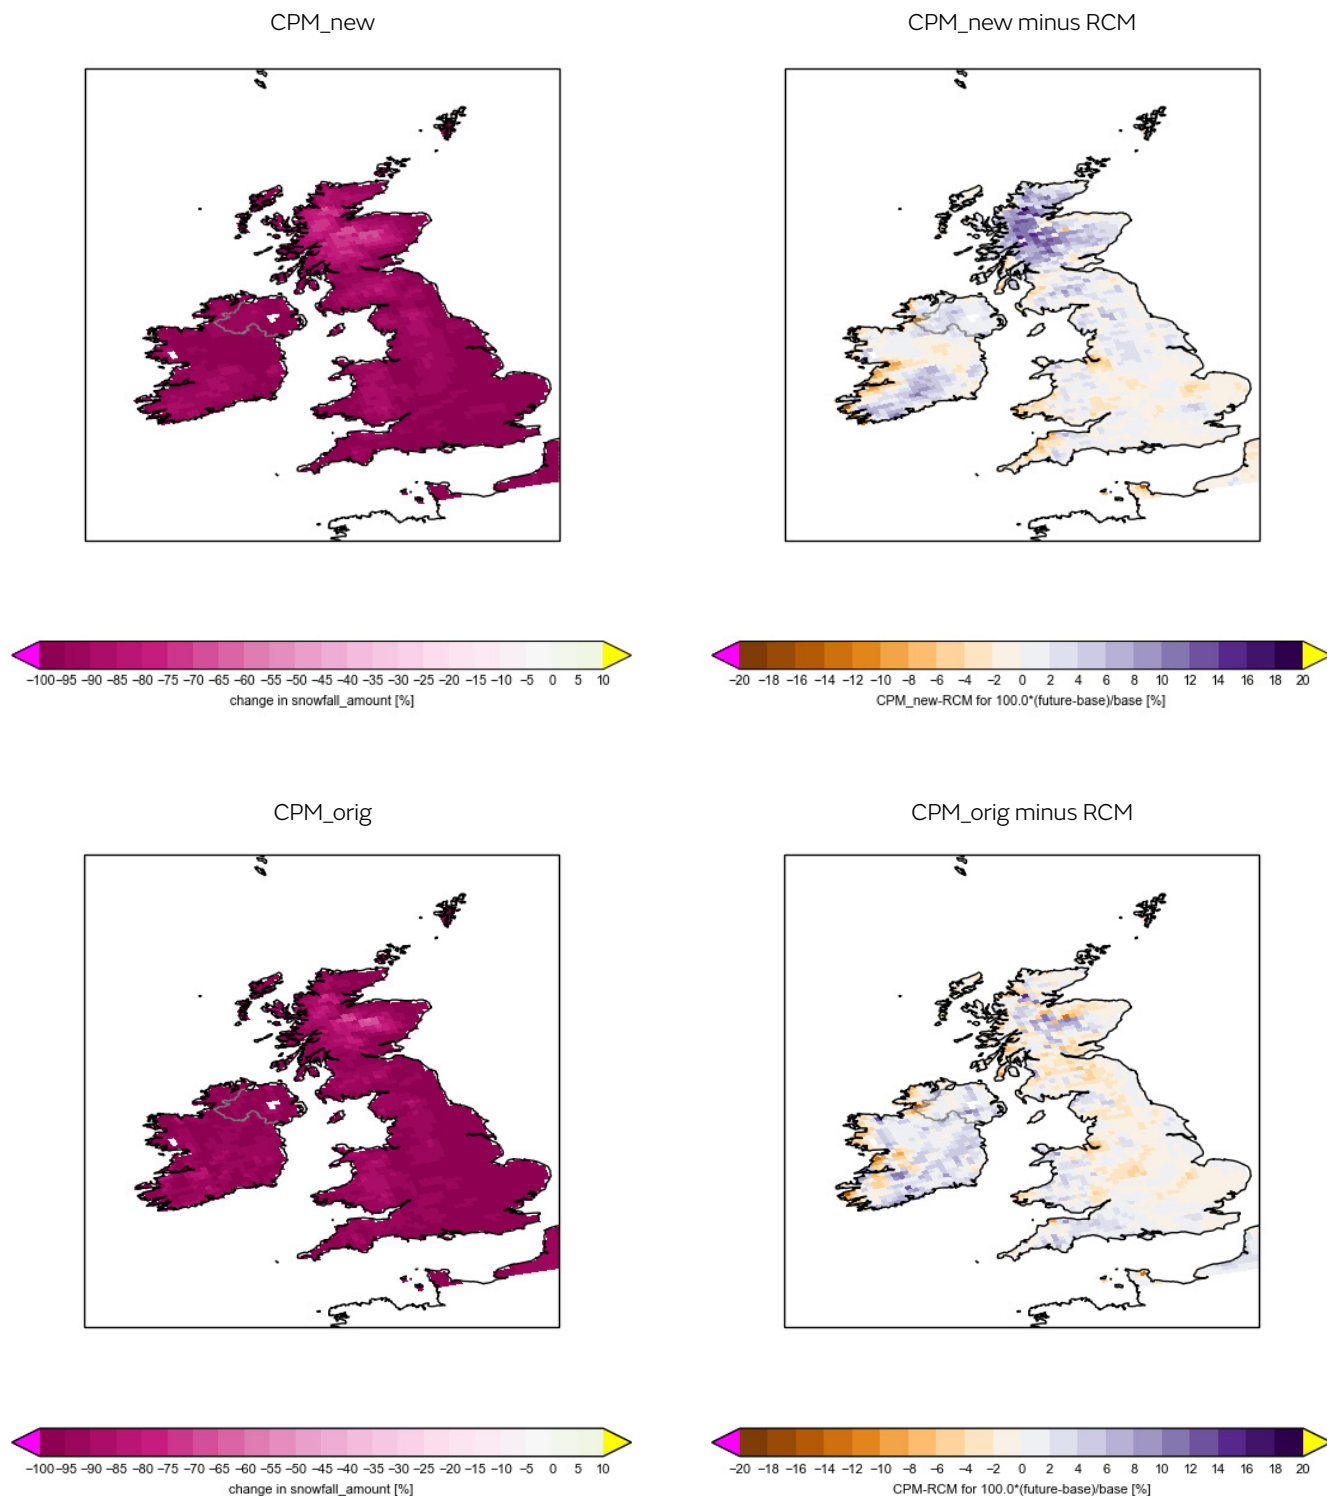 CPM_new
CPM_new minus RCM
−100−95 −90 −85 −80 −75 −70 −65 −60 −55 −50 −45 −40 −35 −30 −25 −20 −15 −10 −5 0 5 10
change in snowfall_amount [%]
−20 −18 −16 −14 −12 −10 −8 −6 −4 −2 0 2 4 6 8 10 12 14 16 18 20
CPM_new-RCM for 100.0*(future-base)/base [%]
CPM_orig
CPM_orig minus RCM
−100−95 −90 −85 −80 −75 −70 −65 −60 −55 −50 −45 −40 −35 −30 −25 −20 −15 −10 −5 0 5 10
change in snowfall_amount [%]
−20 −18 −16 −14 −12 −10 −8 −6 −4 −2 0 2 4 6 8 10 12 14 16 18 20
CPM-RCM for 100.0*(future-base)/base [%]